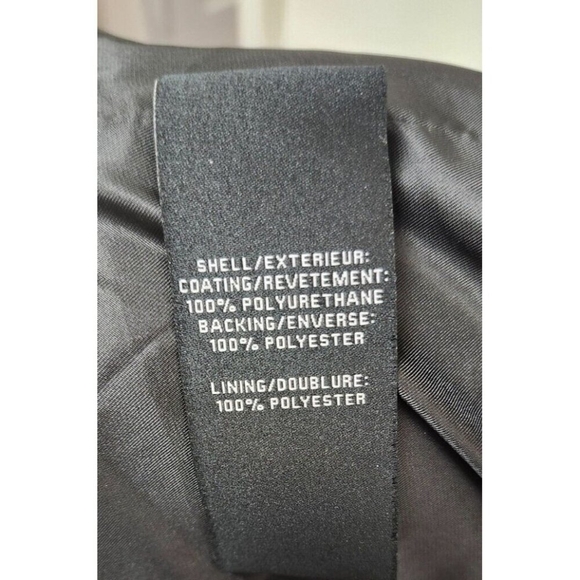 SHELL/EXTERIEUR:
COATING/REVETEMENT:
100% POLYURETHANE
BACKING/ENVERSE:
100% POLYESTER
LINING/DOUBLURE:
100% POLYESTER